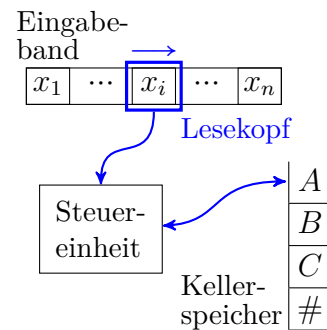 Eingabe-
band
x₁ ··· xᵢ ··· xₙ
Lesekopf
Steuer-
einheit
A
B
C
Keller-
speicher
#